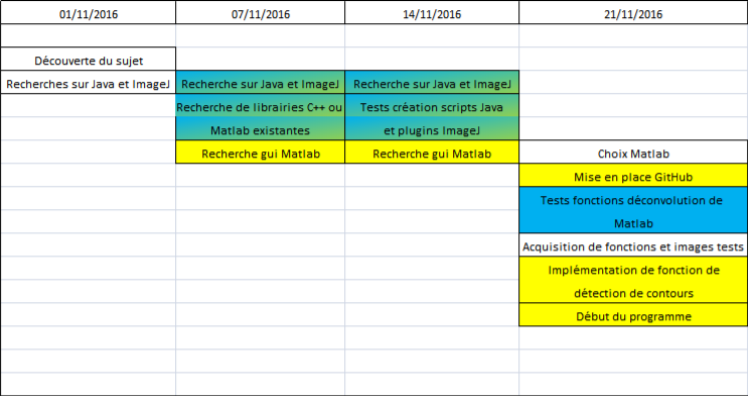 01/11/2016 07/11/2016 14/11/2016 21/11/2016
Découverte du sujet
Recherches sur Java et ImageJ Recherche sur Java et ImageJ Recherche sur Java et ImageJ
Recherche de librairies C++ ou Tests création scripts Java
Matlab existantes et plugins ImageJ
Recherche gui Matlab Recherche gui Matlab Choix Matlab
Mise en place GitHub
Tests fonctions déconvolution de
Matlab
Acquisition de fonctions et images tests
Implémentation de fonction de
détection de contours
Début du programme